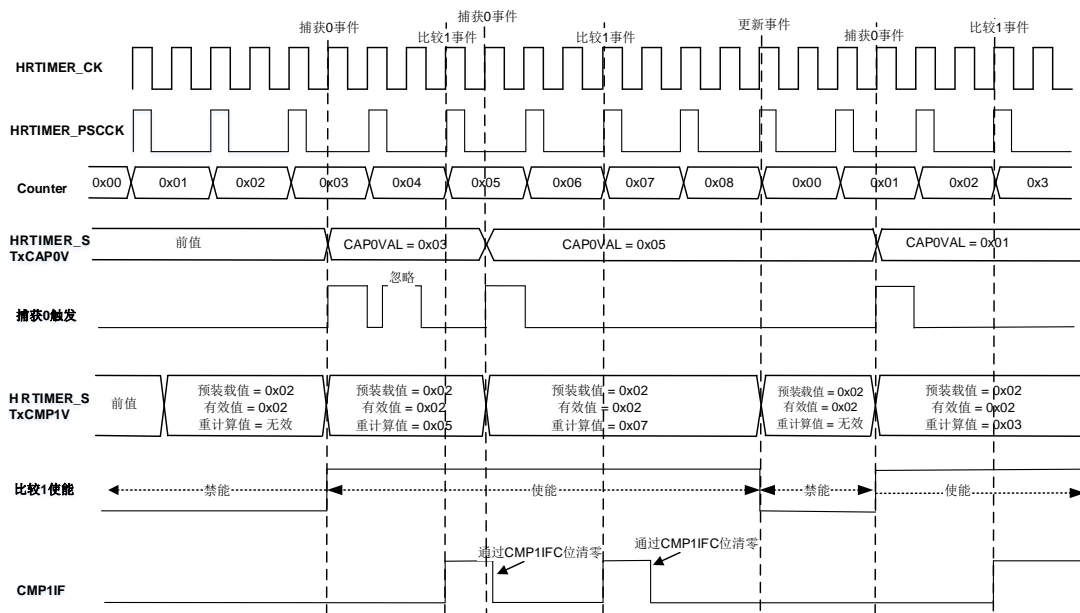 捕获0事件
捕获0事件
比较1事件
比较1事件
更新事件
捕获0事件
比较1事件
HRTIMER_CK
HRTIMER_PSCCK
Counter
0x00 0x01 0x02 0x03 0x04 0x05 0x06 0x07 0x08 0x00 0x01 0x02 0x3
HRTIMER_S
TxCAP0V
前值
CAP0VAL = 0x03
CAP0VAL = 0x05
CAP0VAL = 0x01
忽略
捕获0触发
HRTIMER_S
TxCMP1V
前值
预装载值 = 0x02
有效值 = 0x02
重计算值 = 无效
预装载值 = 0x02
有效值 = 0x02
重计算值 = 0x05
预装载值 = 0x02
有效值 = 0x02
重计算值 = 0x07
预装载值 = 0x02
有效值 = 0x02
重计算值 = 无效
预装载值 = 0x02
有效值 = 0x02
重计算值 = 0x03
比较1使能
禁能
使能
禁能
使能
通过CMP1IFC位清零
通过CMP1IFC位清零
CMP1IF